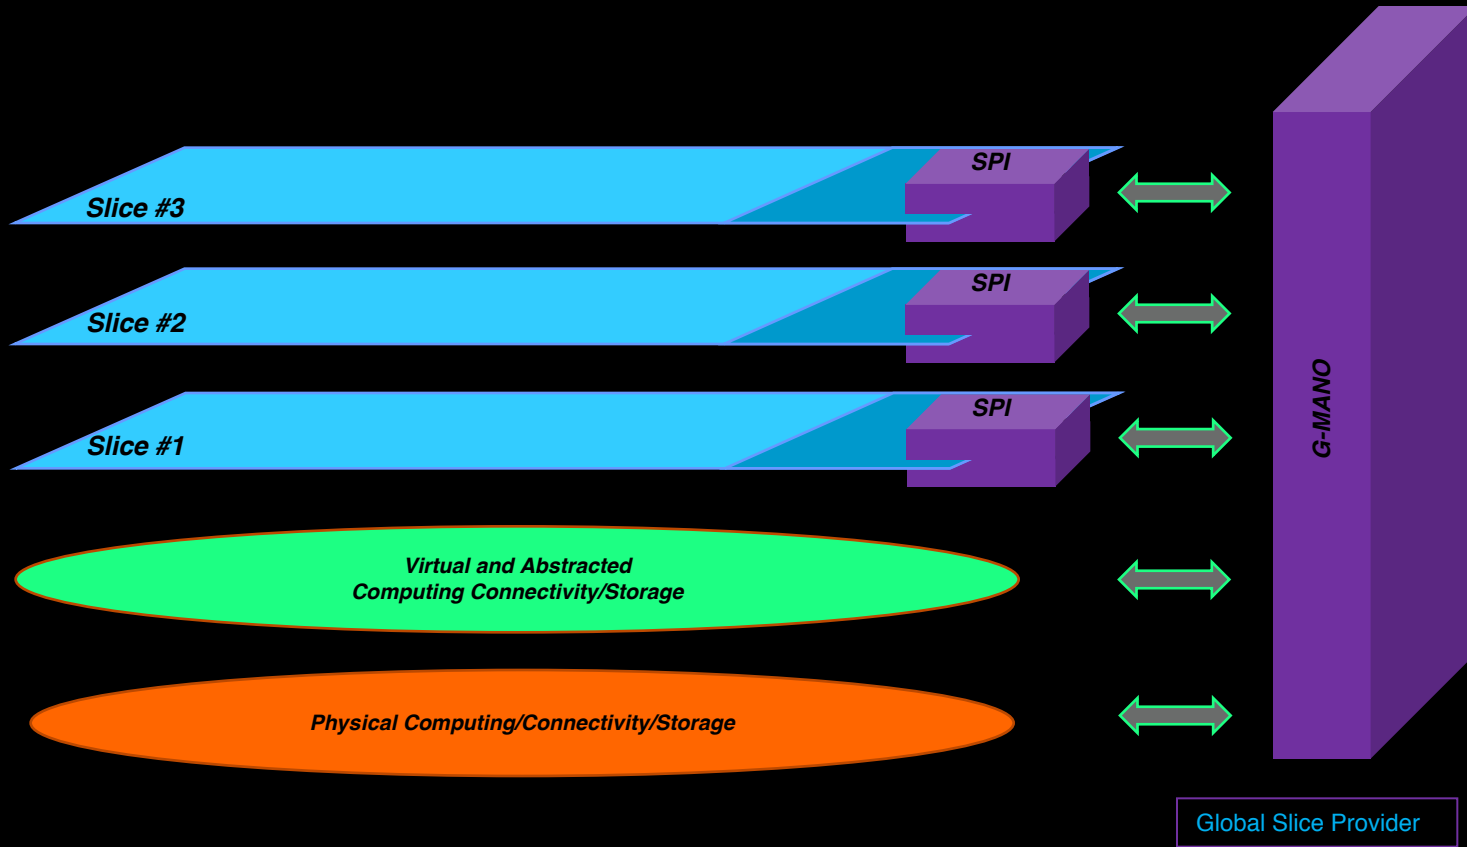 SPI
Slice #3
SPI
Slice #2
G-MANO
SPI
Slice #1
Virtual and Abstracted
Computing Connectivity/Storage
Physical Computing/Connectivity/Storage
Global Slice Provider